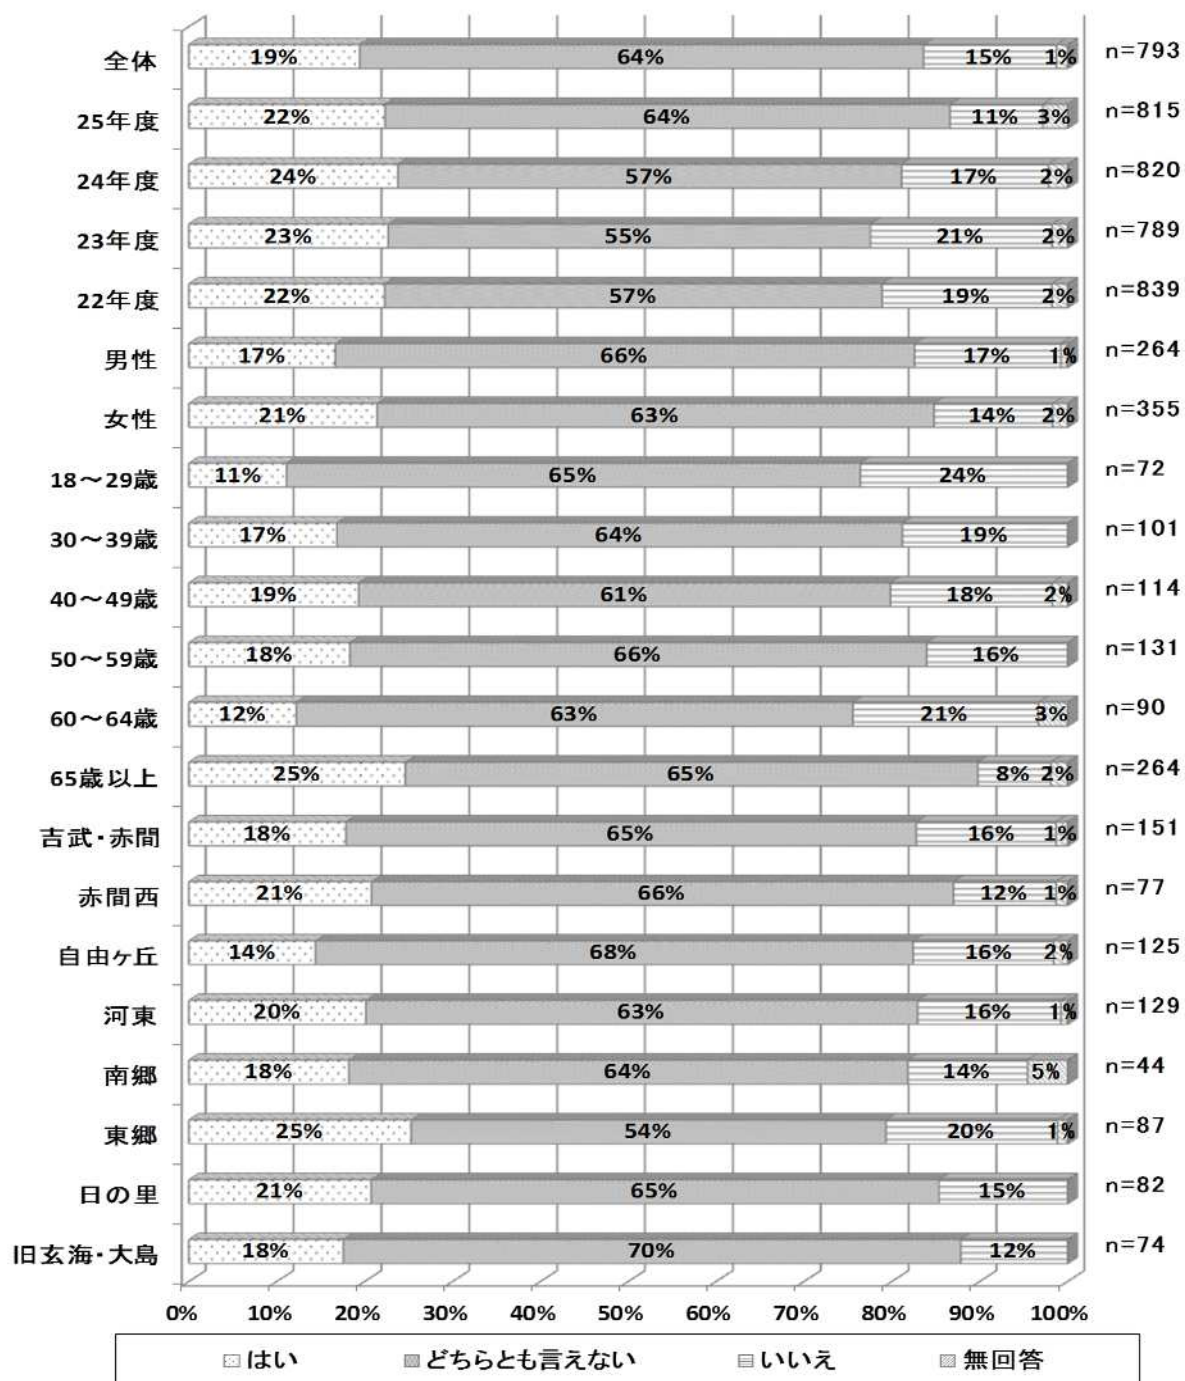 全体 19% 64% 15% 1% n=793
25年度 22% 64% 11% 3% n=815
24年度 24% 57% 17% 2% n=820
23年度 23% 55% 21% 2% n=789
22年度 22% 57% 19% 2% n=839
男性 17% 66% 17% 1% n=264
女性 21% 63% 14% 2% n=355
18～29歳 11% 65% 24% n=72
30～39歳 17% 64% 19% n=101
40～49歳 19% 61% 18% 2% n=114
50～59歳 18% 66% 16% n=131
60～64歳 12% 63% 21% 3% n=90
65歳以上 25% 65% 8% 2% n=264
吉武・赤間 18% 65% 16% 1% n=151
赤間西 21% 66% 12% 1% n=77
自由ヶ丘 14% 68% 16% 2% n=125
河東 20% 63% 16% 1% n=129
南郷 18% 64% 14% 5% n=44
東郷 25% 54% 20% 1% n=87
日の里 21% 65% 15% n=82
旧玄海・大島 18% 70% 12% n=74
0% 10% 20% 30% 40% 50% 60% 70% 80% 90% 100%
はい どちらとも言えない いいえ 無回答